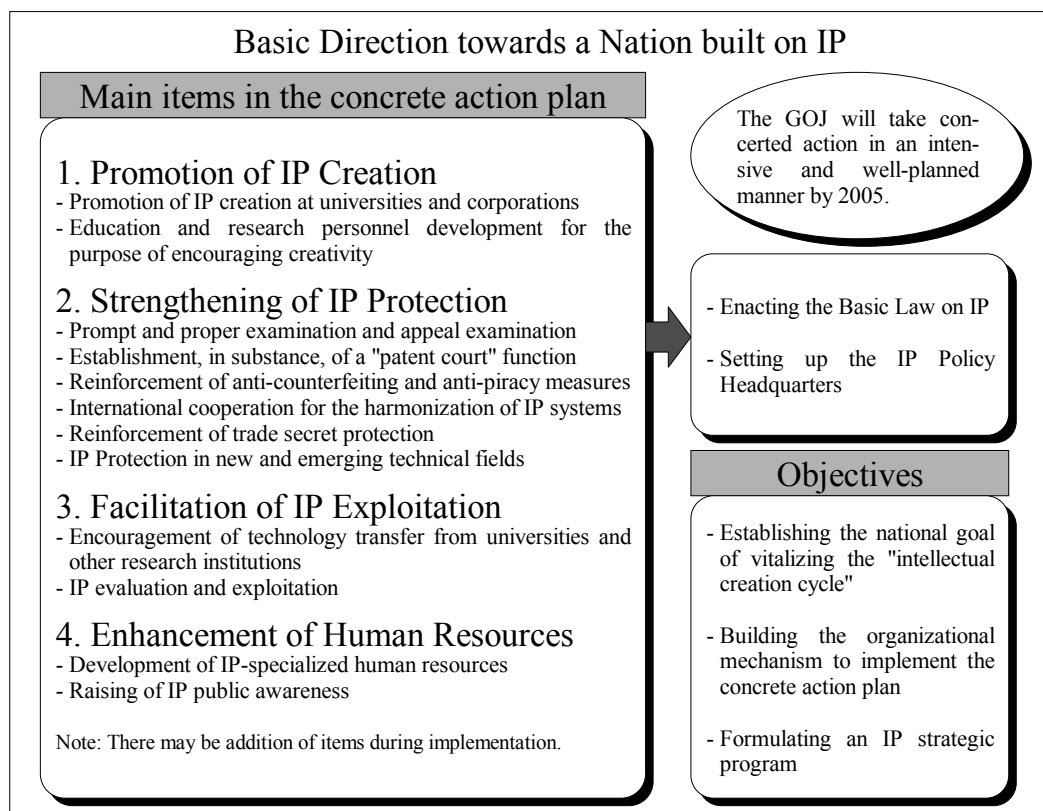 Basic Direction towards a Nation built on IP
Main items in the concrete action plan
1. Promotion of IP Creation
- Promotion of IP creation at universities and corporations
- Education and research personnel development for the
purpose of encouraging creativity
2. Strengthening of IP Protection
- Prompt and proper examination and appeal examination
- Establishment, in substance, of a "patent court" function
- Reinforcement of anti-counterfeiting and anti-piracy measures
- International cooperation for the harmonization of IP systems
- Reinforcement of trade secret protection
- IP Protection in new and emerging technical fields
3. Facilitation of IP Exploitation
- Encouragement of technology transfer from universities and
other research institutions
- IP evaluation and exploitation
4. Enhancement of Human Resources
- Development of IP-specialized human resources
- Raising of IP public awareness
Note: There may be addition of items during implementation.
The GOJ will take con-
certed action in an inten-
sive and well-planned
manner by 2005.
- Enacting the Basic Law on IP
- Setting up the IP Policy
Headquarters
Objectives
- Establishing the national goal
of vitalizing the "intellectual
creation cycle"
- Building the organizational
mechanism to implement the
concrete action plan
- Formulating an IP strategic
program